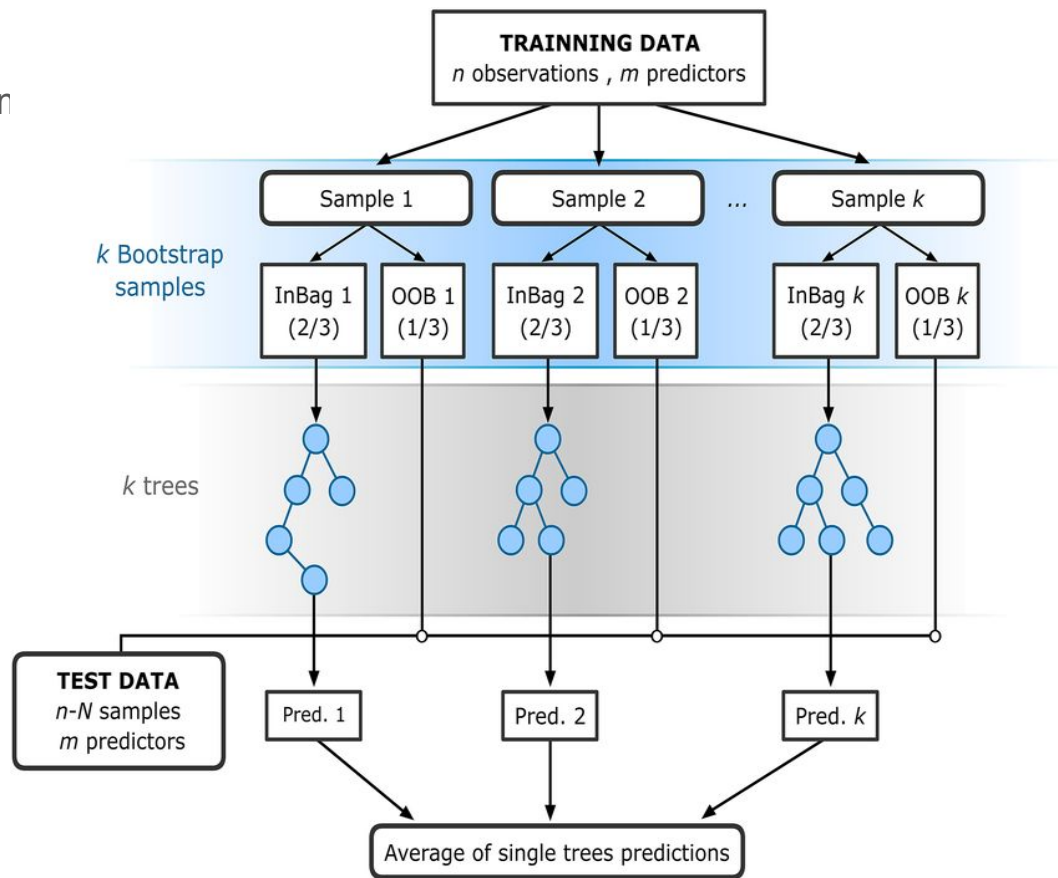 TRAINNING DATA
n observations , m predictors
n
Sample 1
Sample 2
...
Sample k
k Bootstrap
samples
InBag 1
(2/3)
OOB 1
(1/3)
InBag 2
(2/3)
OOB 2
(1/3)
InBag k
(2/3)
OOB k
(1/3)
k trees
TEST DATA
n-N samples
m predictors
Pred. 1
Pred. 2
Pred. k
Average of single trees predictions